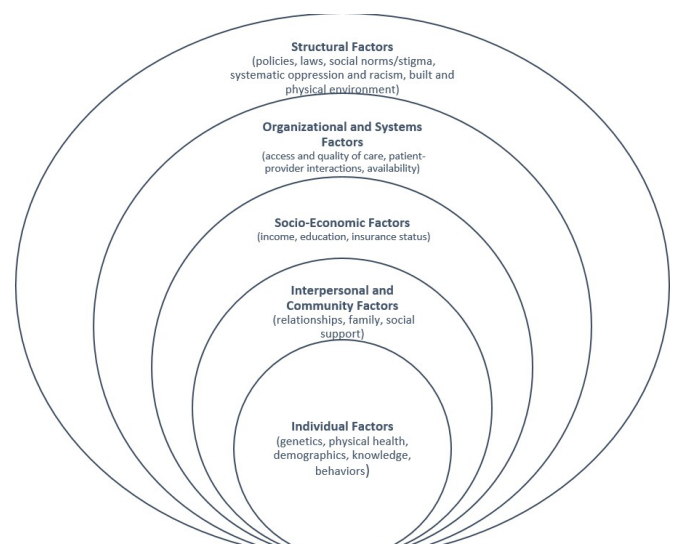 Structural Factors
(policies, laws, social norms/stigma,
systematic oppression and racism, built and
physical environment)
Organizational and Systems
Factors
(access and quality of care, patient-
provider interactions, availability)
Socio-Economic Factors
(income, education, insurance status)
Interpersonal and
Community Factors
(relationships, family, social
support)
Individual Factors
(genetics, physical health,
demographics, knowledge,
behaviors)